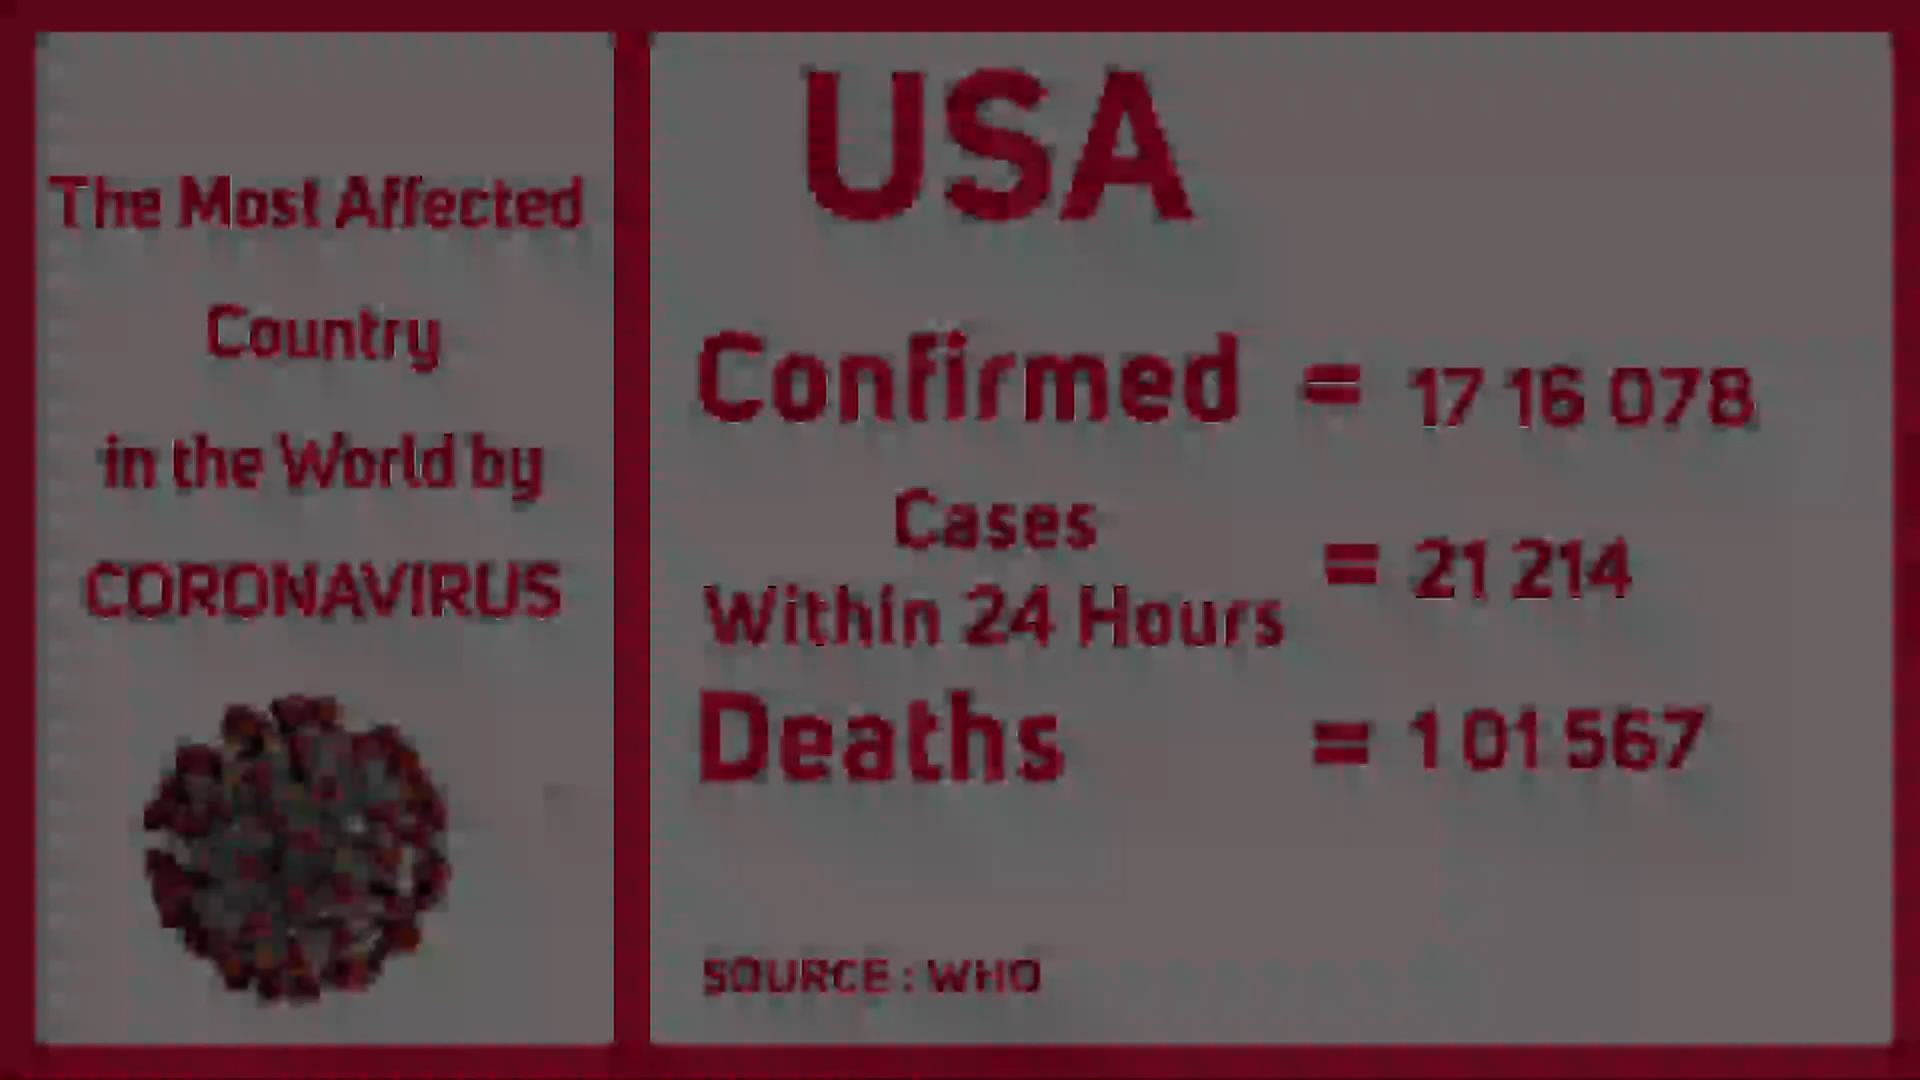 The Most Affected
Country
in the World by
CORONAVIRUS
USA
Confirmed = 17 16 078
Cases
Within 24 Hours = 21 214
Deaths = 1 01 567
SOURCE : WHO